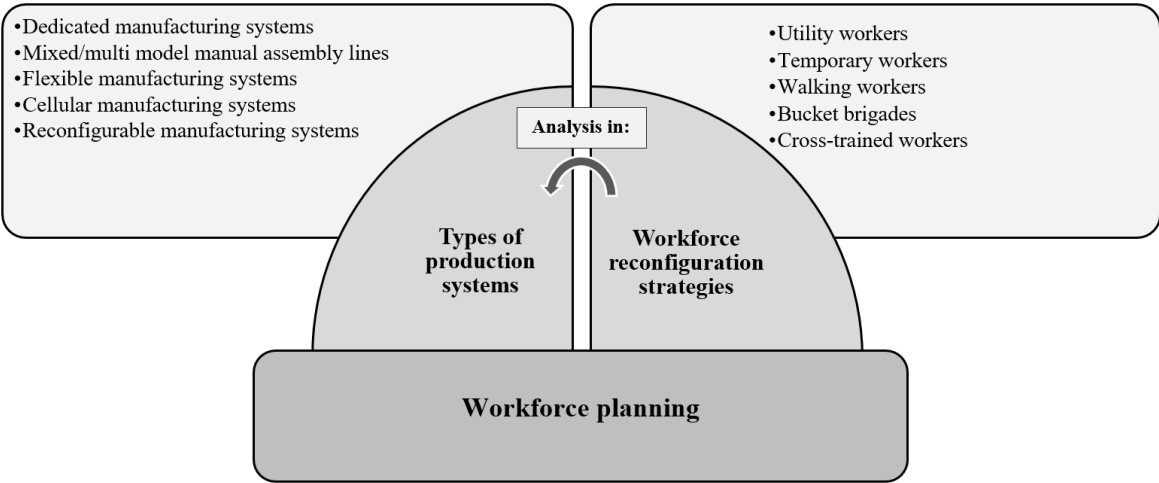 •Dedicated manufacturing systems
•Mixed/multi model manual assembly lines
•Flexible manufacturing systems
•Cellular manufacturing systems
•Reconfigurable manufacturing systems
•Utility workers
•Temporary workers
•Walking workers
•Bucket brigades
•Cross-trained workers
Analysis in:
Types of
production
systems
Workforce
reconfiguration
strategies
Workforce planning